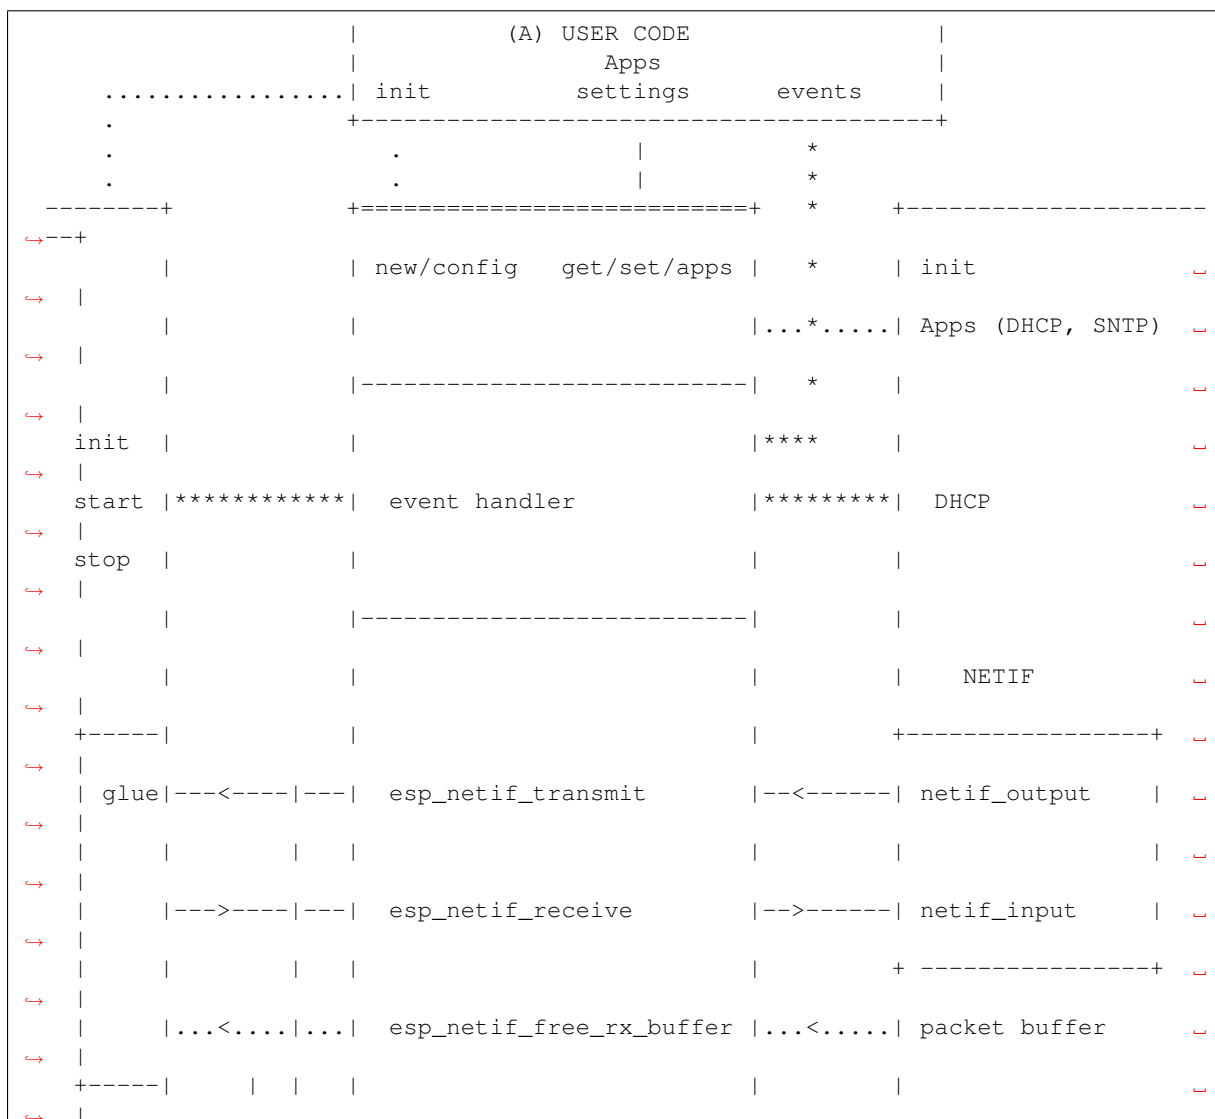 |          (A) USER CODE                 |
                       |                 Apps                   |
      .................| init          settings      events     |
      .                +----------------------------------------+
      .                   .                |           *
      .                   .                |           *
  --------+            +===========================+   *     +---------------------
↪--+
          |            | new/config   get/set/apps |   *     | init               ␣
↪  |
          |            |                           |...*.....| Apps (DHCP, SNTP)  ␣
↪  |
          |            |---------------------------|   *     |                    ␣
↪  |
    init  |            |                           |****     |                    ␣
↪  |
    start |************|  event handler            |*********|  DHCP              ␣
↪  |
    stop  |            |                           |         |                    ␣
↪  |
          |            |---------------------------|         |                    ␣
↪  |
          |            |                           |         |    NETIF           ␣
↪  |
    +-----|            |                           |         +-----------------+  ␣
↪  |
    | glue|---<----|---|  esp_netif_transmit       |--<------| netif_output    |  ␣
↪  |
    |     |        |   |                           |         |                 |  ␣
↪  |
    |     |--->----|---|  esp_netif_receive        |-->------| netif_input     |  ␣
↪  |
    |     |        |   |                           |         + ----------------+  ␣
↪  |
    |     |...<....|...|  esp_netif_free_rx_buffer |...<.....| packet buffer      ␣
↪  |
    +-----|     |  |   |                           |         |                    ␣
↪  |